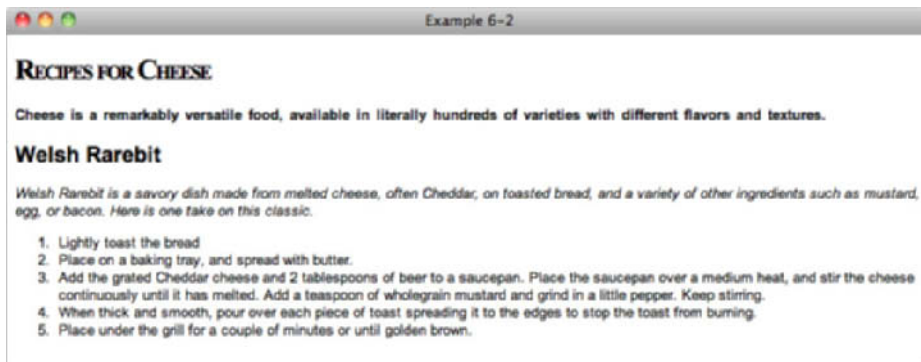 Example 6-2
RECIPES FOR CHEESE
Cheese is a remarkably versatile food, available in literally hundreds of varieties with different flavors and textures.
Welsh Rarebit
Welsh Rarebit is a savory dish made from melted cheese, often Cheddar, on toasted bread, and a variety of other ingredients such as mustard,
egg, or bacon. Here is one take on this classic.
1. Lightly toast the bread
2. Place on a baking tray, and spread with butter.
3. Add the grated Cheddar cheese and 2 tablespoons of beer to a saucepan. Place the saucepan over a medium heat, and stir the cheese
continuously until it has melted. Add a teaspoon of wholegrain mustard and grind in a little pepper. Keep stirring.
4. When thick and smooth, pour over each piece of toast spreading it to the edges to stop the toast from burning.
5. Place under the grill for a couple of minutes or until golden brown.